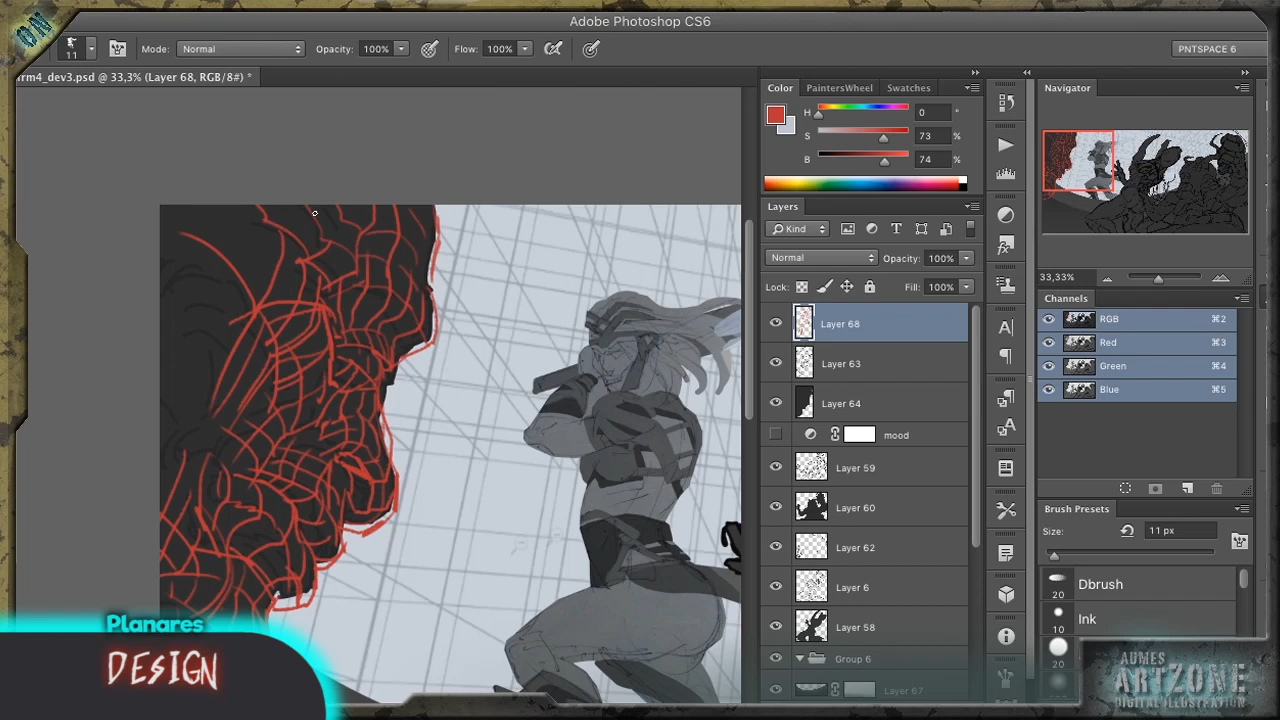 Adobe Photoshop CS6
11
Mode: Normal
Opacity: 100%
Flow: 100%
PNTSPACE 6
rm4_dev3.psd @ 33,3% (Layer 68, RGB/8#) *
Color
PaintersWheel
Swatches
H 0 °
S 73 %
B 74 %
Layers
Kind
Normal
Opacity: 100%
Lock:
Fill: 100%
Layer 68
Layer 63
Layer 64
mood
Layer 59
Layer 60
Layer 62
Layer 6
Layer 58
Group 6
Layer 67
Navigator
33,33%
Channels
RGB ⌘2
Red ⌘3
Green ⌘4
Blue ⌘5
Brush Presets
Size: 11 px
20 Dbrush
10 Ink
20
Planares
DESIGN
AUMES
ARTZONE
DIGITAL ILLUSTRATION